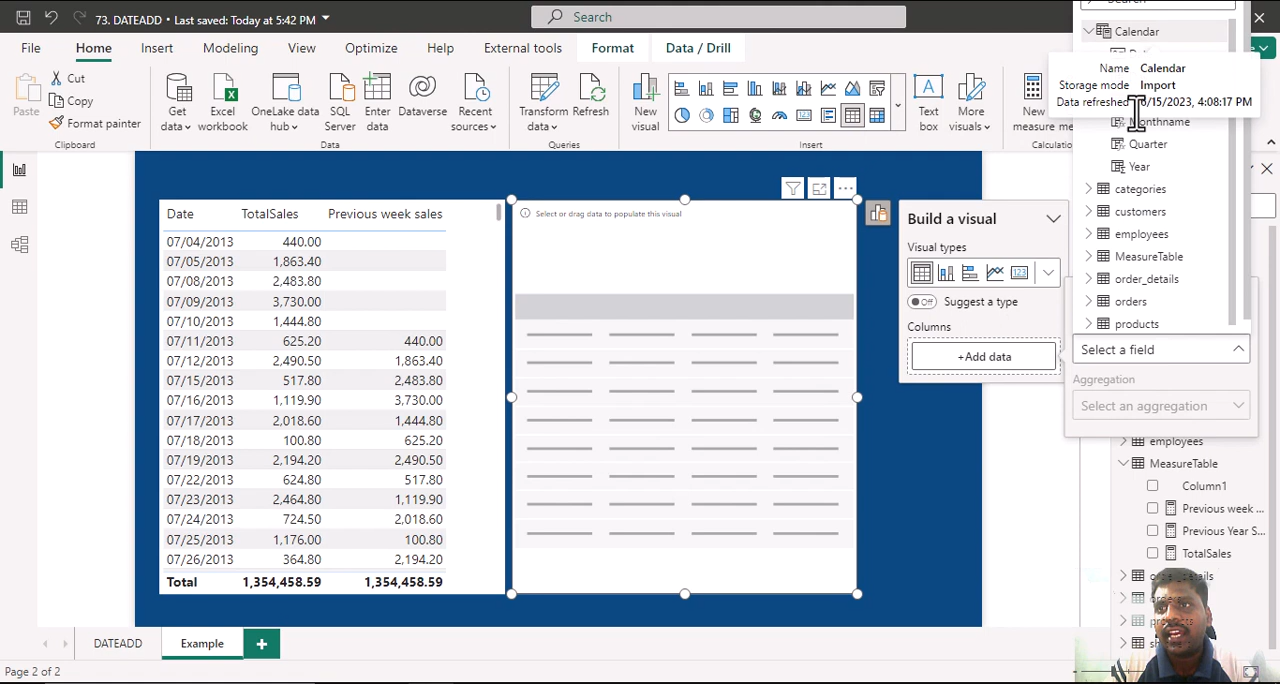 73. DATEADD • Last saved: Today at 5:42 PM
Search
File Home Insert Modeling View Optimize Help External tools Format Data / Drill
Paste
Cut
Copy
Format painter
Clipboard
Get data
Excel workbook
OneLake data hub
SQL Server
Enter data
Dataverse
Recent sources
Data
Transform data
Refresh
Queries
New visual
Text box
More visuals
Insert
New measure
Calculatio
Calendar
Name Calendar
Storage mode Import
Data refreshed /15/2023, 4:08:17 PM
Monthname
Quarter
Year
categories
customers
employees
MeasureTable
order_details
orders
products
Select a field
Aggregation
Select an aggregation
Date TotalSales Previous week sales
07/04/2013 440.00
07/05/2013 1,863.40
07/08/2013 2,483.80
07/09/2013 3,730.00
07/10/2013 1,444.80
07/11/2013 625.20 440.00
07/12/2013 2,490.50 1,863.40
07/15/2013 517.80 2,483.80
07/16/2013 1,119.90 3,730.00
07/17/2013 2,018.60 1,444.80
07/18/2013 100.80 625.20
07/19/2013 2,194.20 2,490.50
07/22/2013 624.80 517.80
07/23/2013 2,464.80 1,119.90
07/24/2013 724.50 2,018.60
07/25/2013 1,176.00 100.80
07/26/2013 364.80 2,194.20
Total 1,354,458.59 1,354,458.59
Select or drag data to populate this visual
Build a visual
Visual types
Off Suggest a type
Columns
+Add data
employees
MeasureTable
Column1
Previous week ...
Previous Year S...
TotalSales
order_details
DATEADD Example
Page 2 of 2